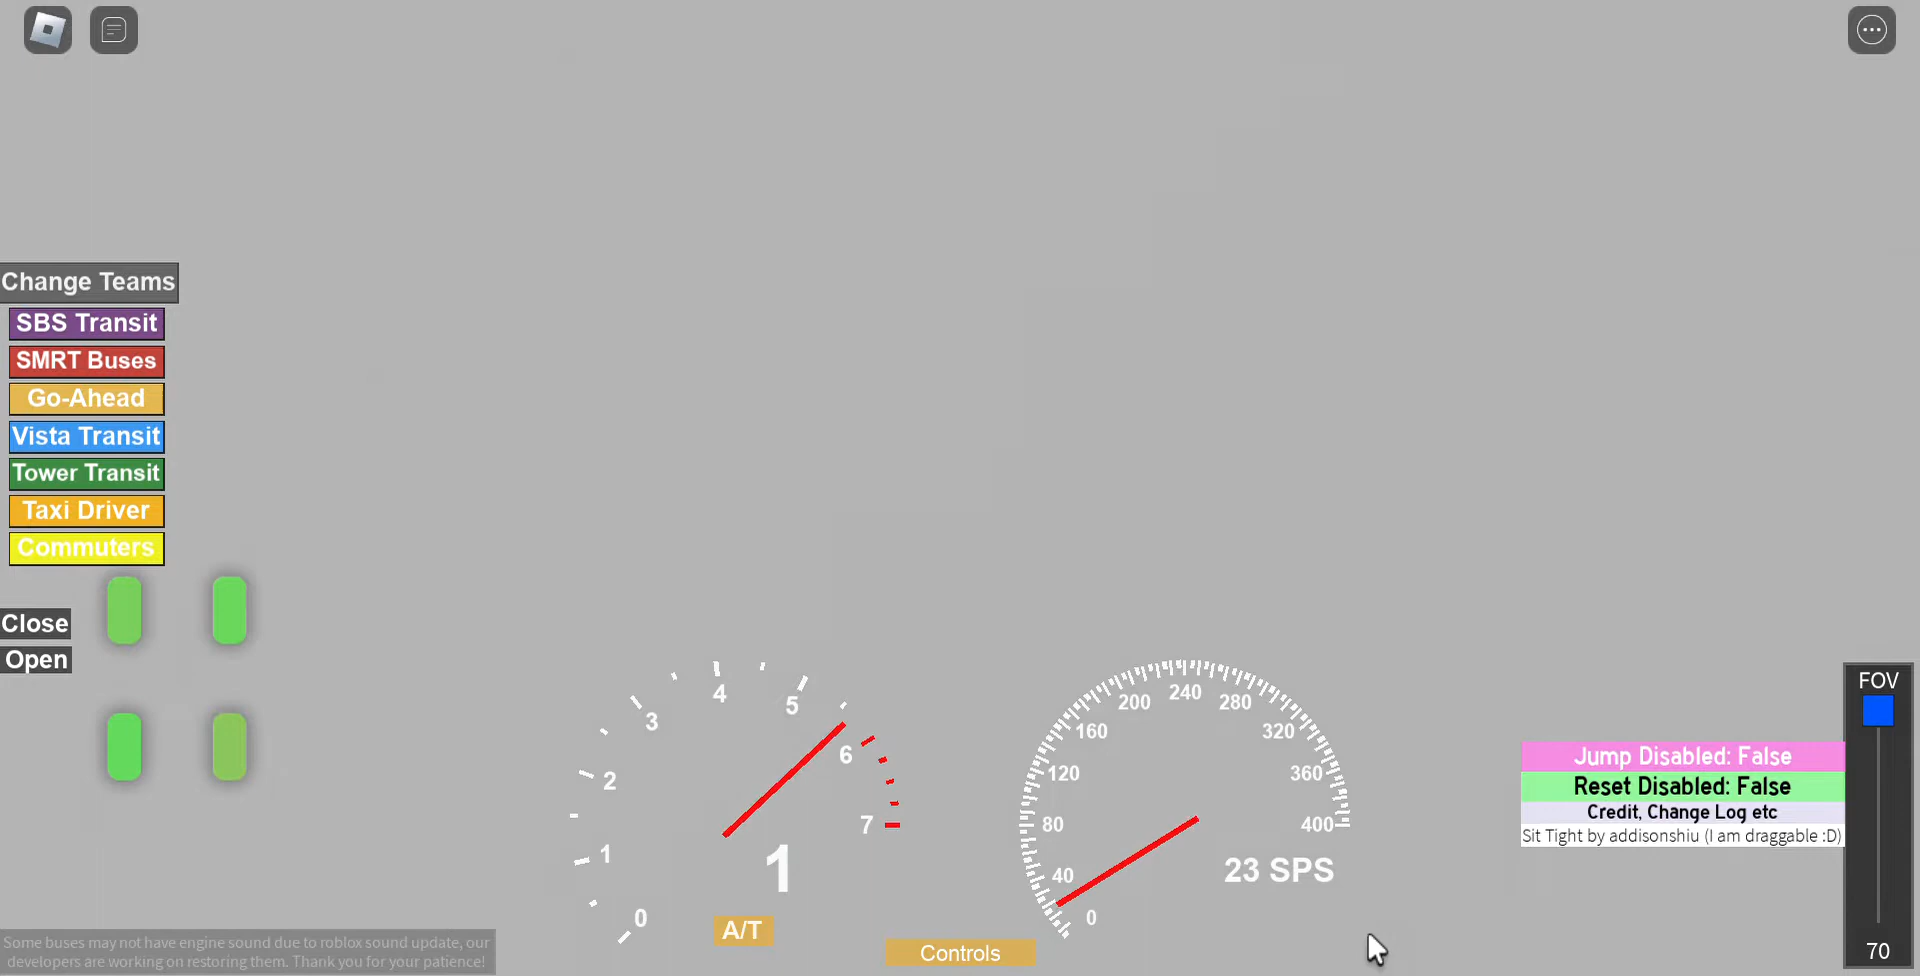 Change Teams
SBS Transit
SMRT Buses
Go-Ahead
Vista Transit
Tower Transit
Taxi Driver
Commuters
Close
Open
0
1
2
3
4
5
6
7
1
A/T
0
40
80
120
160
200
240
280
320
360
400
23 SPS
Controls
FOV
70
Jump Disabled: False
Reset Disabled: False
Credit, Change Log etc
Sit Tight by addisonshiu (I am draggable :D)
Some buses may not have engine sound due to roblox sound update, our
developers are working on restoring them. Thank you for your patience!